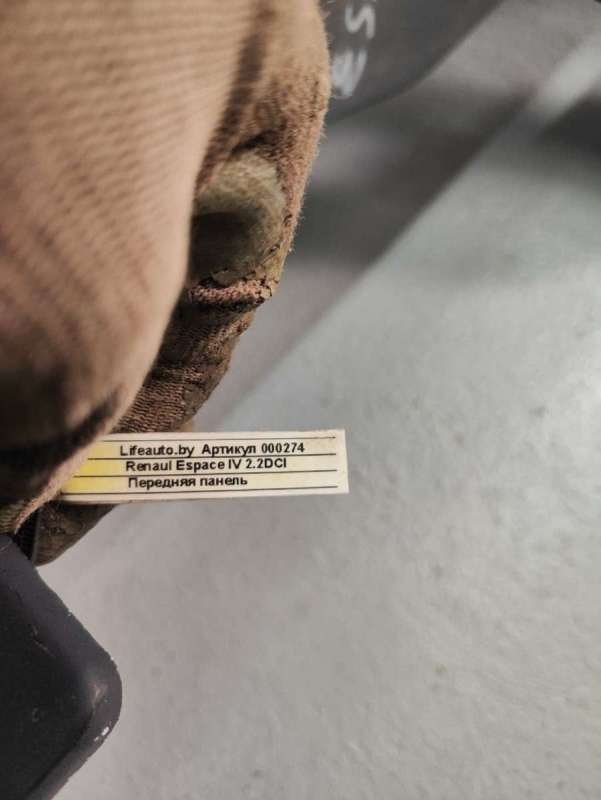 Lifeauto.by Артикул 000274
Renaul Espace IV 2.2DCI
Передняя панель